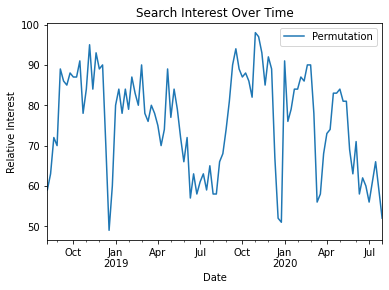 Search Interest Over Time
Permutation
Relative Interest
100
90
80
70
60
50
Oct Jan Apr Jul Oct Jan Apr Jul
2019 2020
Date